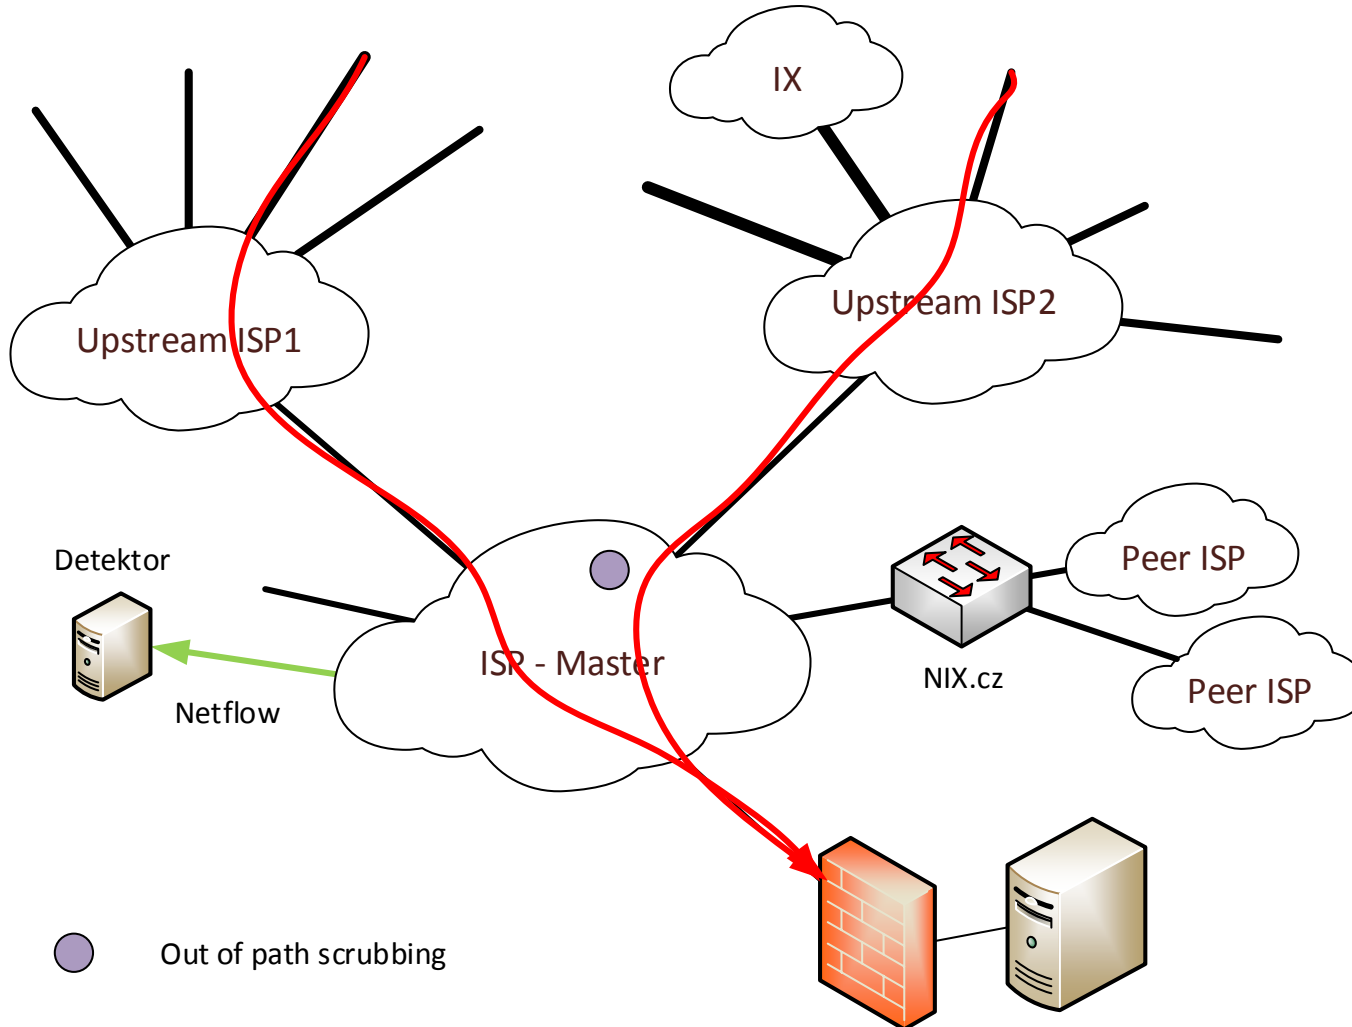 IX
Upstream ISP2
Upstream ISP1
Detektor
Peer ISP
ISP - Master
NIX.cz
Peer ISP
Netflow
Out of path scrubbing